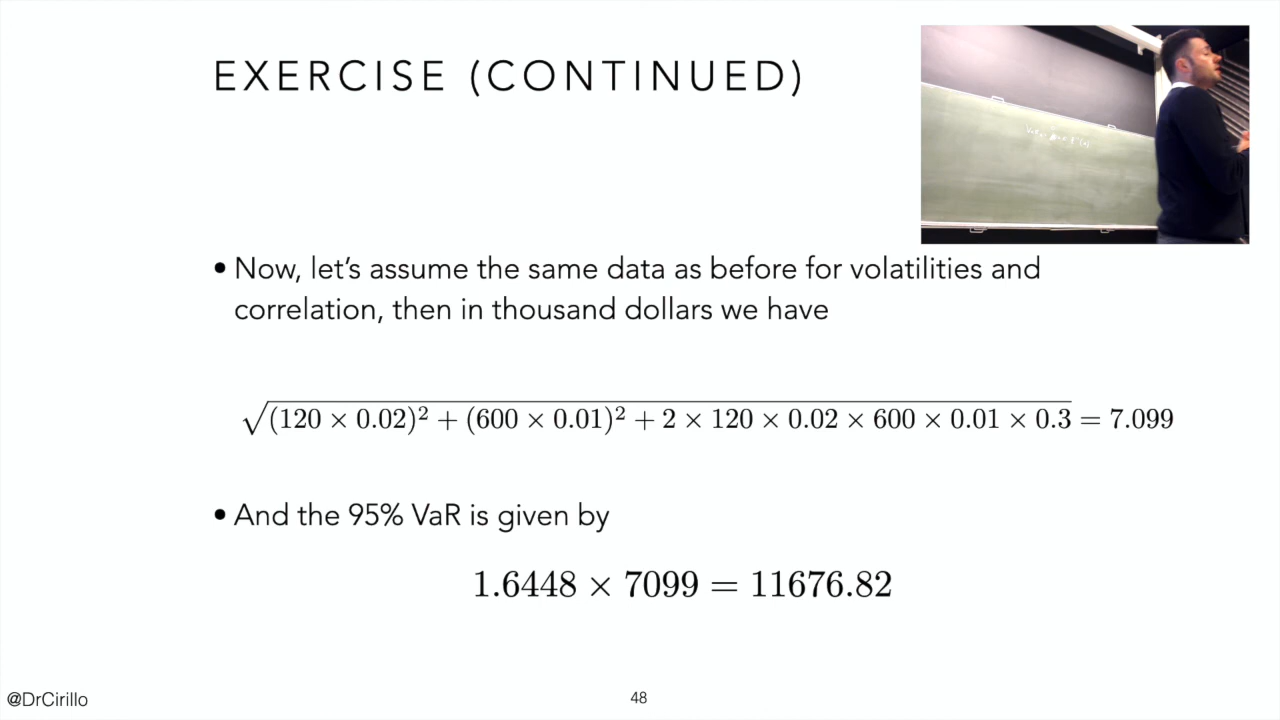 EXERCISE (CONTINUED)
• Now, let’s assume the same data as before for volatilities and
correlation, then in thousand dollars we have
√(120 × 0.02)² + (600 × 0.01)² + 2 × 120 × 0.02 × 600 × 0.01 × 0.3 = 7.099
• And the 95% VaR is given by
1.6448 × 7099 = 11676.82
@DrCirillo
48